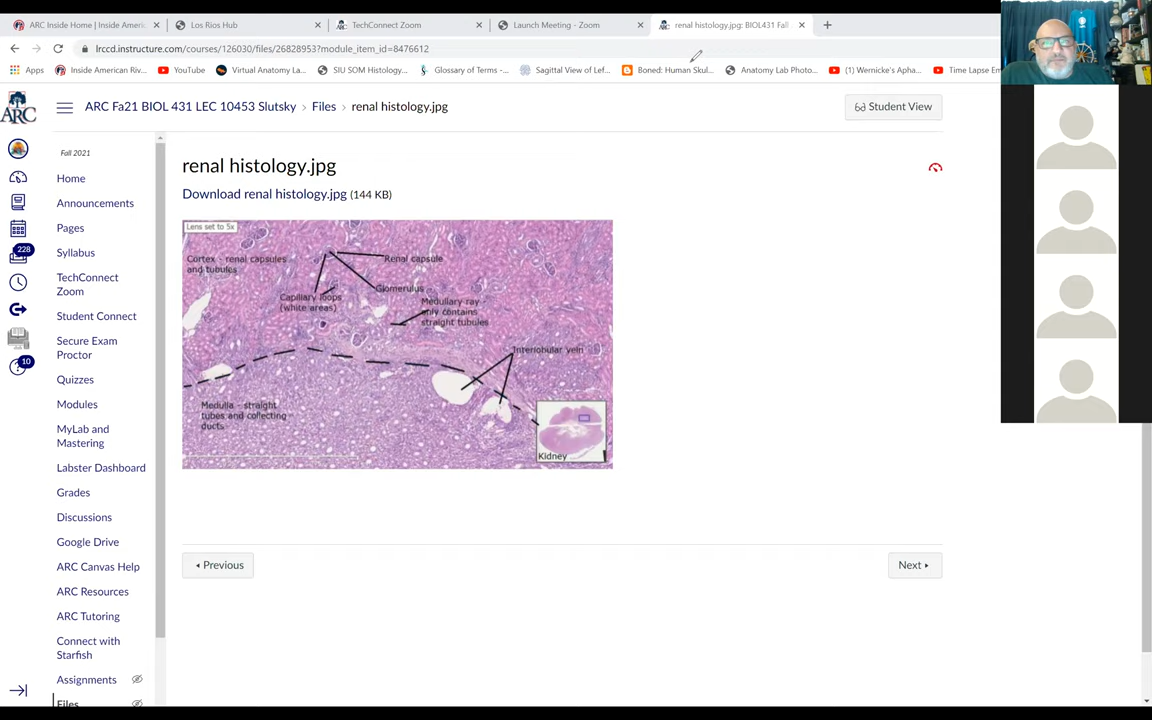 ARC Inside Home | Inside Ameri
Los Rios Hub
TechConnect Zoom
Launch Meeting - Zoom
renal histology.jpg: BIOL431 Fall
lrccd.instructure.com/courses/126030/files/26828953?module_item_id=8476612
Apps
Inside American Riv...
YouTube
Virtual Anatomy La...
SIU SOM Histology...
Glossary of Terms -...
Sagittal View of Lef...
Boned: Human Skul...
Anatomy Lab Photo...
(1) Wernicke's Apha...
Time Lapse Em
ARC
ARC Fa21 BIOL 431 LEC 10453 Slutsky › Files › renal histology.jpg
Student View
Fall 2021
Home
Announcements
Pages
228
Syllabus
TechConnect
Zoom
Student Connect
Secure Exam
Proctor
10
Quizzes
Modules
MyLab and
Mastering
Labster Dashboard
Grades
Discussions
Google Drive
ARC Canvas Help
ARC Resources
ARC Tutoring
Connect with
Starfish
Assignments
Files
renal histology.jpg
Download renal histology.jpg (144 KB)
Lens set to 5x
Cortex - renal capsules
and tubules
Renal capsule
Glomerulus
Capillary loops
(white areas)
Medullary ray -
only contains
straight tubules
Interlobular vein
Medulla - straight
tubes and collecting
ducts
Kidney
Previous
Next